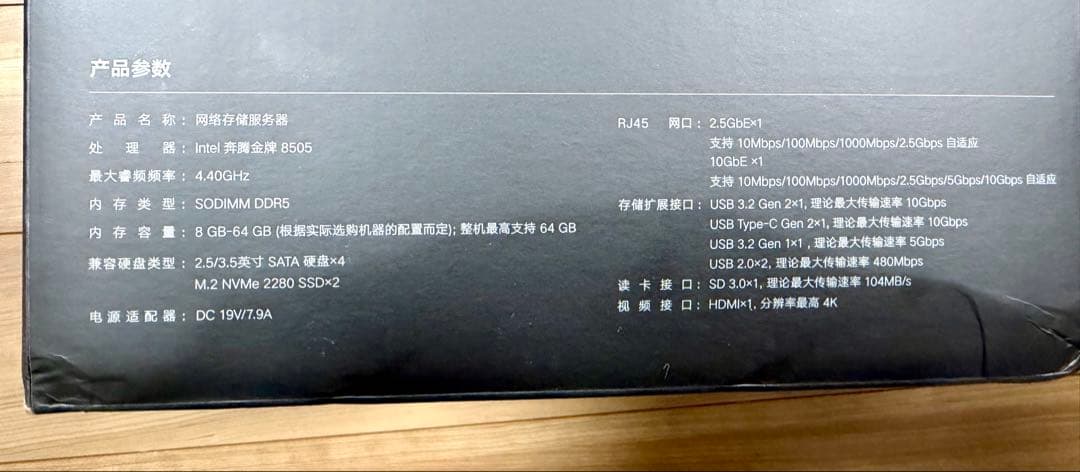 产品参数
产品名称：网络存储服务器
处理器：Intel 奔腾金牌 8505
最大睿频频率：4.40GHz
内存类型：SODIMM DDR5
内存容量：8 GB-64 GB (根据实际选购机器的配置而定); 整机最高支持 64 GB
兼容硬盘类型：2.5/3.5英寸 SATA 硬盘×4
M.2 NVMe 2280 SSD×2
电源适配器：DC 19V/7.9A
RJ45 网口：2.5GbE×1
支持 10Mbps/100Mbps/1000Mbps/2.5Gbps 自适应
10GbE ×1
支持 10Mbps/100Mbps/1000Mbps/2.5Gbps/5Gbps/10Gbps 自适应
存储扩展接口：USB 3.2 Gen 2×1, 理论最大传输速率 10Gbps
USB Type-C Gen 2×1, 理论最大传输速率 10Gbps
USB 3.2 Gen 1×1 , 理论最大传输速率 5Gbps
USB 2.0×2, 理论最大传输速率 480Mbps
读卡接口：SD 3.0×1, 理论最大传输速率 104MB/s
视频接口：HDMI×1, 分辨率最高 4K